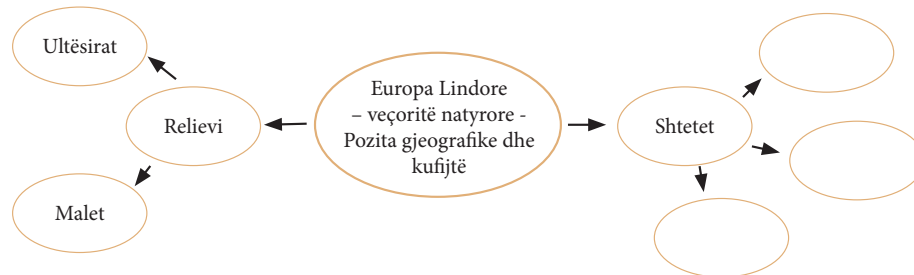 Ultësirat
Relievi
Malet
Europa Lindore
– veçoritë natyrore -
Pozita gjeografike dhe
kufijtë
Shtetet